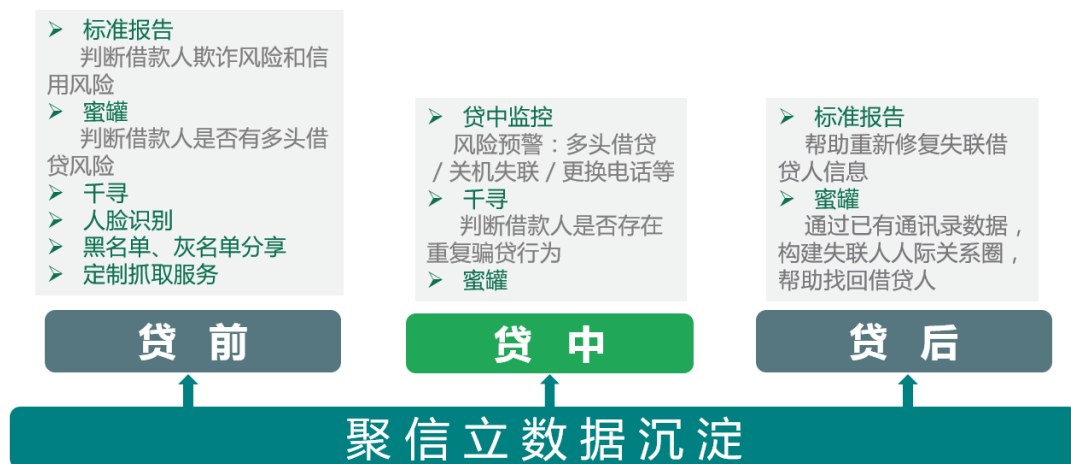 ➢ 标准报告
判断借款人欺诈风险和信
用风险
➢ 蜜罐
判断借款人是否有多头借
贷风险
➢ 千寻
➢ 人脸识别
➢ 黑名单、灰名单分享
➢ 定制抓取服务
贷 前
➢ 贷中监控
风险预警：多头借贷
/ 关机失联 / 更换电话等
➢ 千寻
判断借款人是否存在
重复骗贷行为
➢ 蜜罐
贷 中
➢ 标准报告
帮助重新修复失联借
贷人信息
➢ 蜜罐
通过已有通讯录数据，
构建失联人人际关系圈，
帮助找回借贷人
贷 后
聚信立数据沉淀